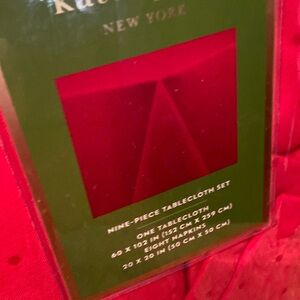 NEW YORK
NINE-PIECE TABLECLOTH SET
ONE TABLECLOTH
60 X 102 IN (152 CM X 259 CM)
EIGHT NAPKINS
20 X 20 IN (50 CM X 50 CM)